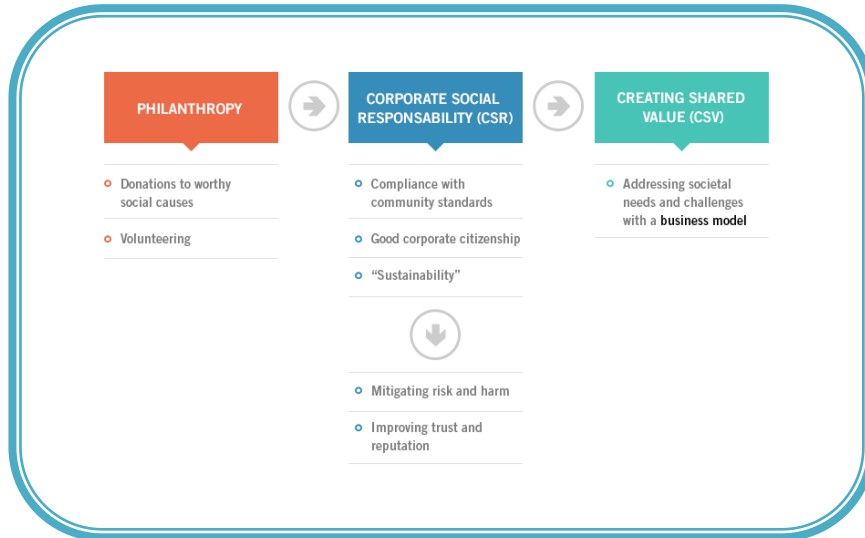 PHILANTHROPY
Donations to worthy
social causes
Volunteering
CORPORATE SOCIAL
RESPONSABILITY (CSR)
Compliance with
community standards
Good corporate citizenship
“Sustainability”
Mitigating risk and harm
Improving trust and
reputation
CREATING SHARED
VALUE (CSV)
Addressing societal
needs and challenges
with a business model